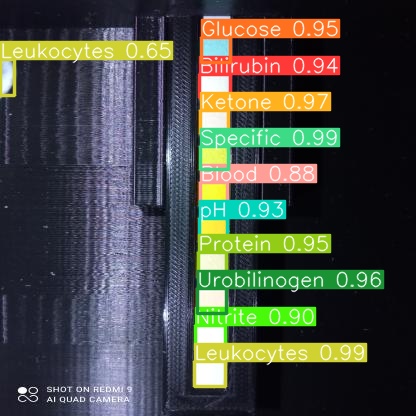 Glucose 0.95
Leukocytes 0.65
Bilirubin 0.94
Ketone 0.97
Specific 0.99
Blood 0.88
pH 0.93
Protein 0.95
Urobilinogen 0.96
Nitrite 0.90
Leukocytes 0.99
SHOT ON REDMI 9
AI QUAD CAMERA